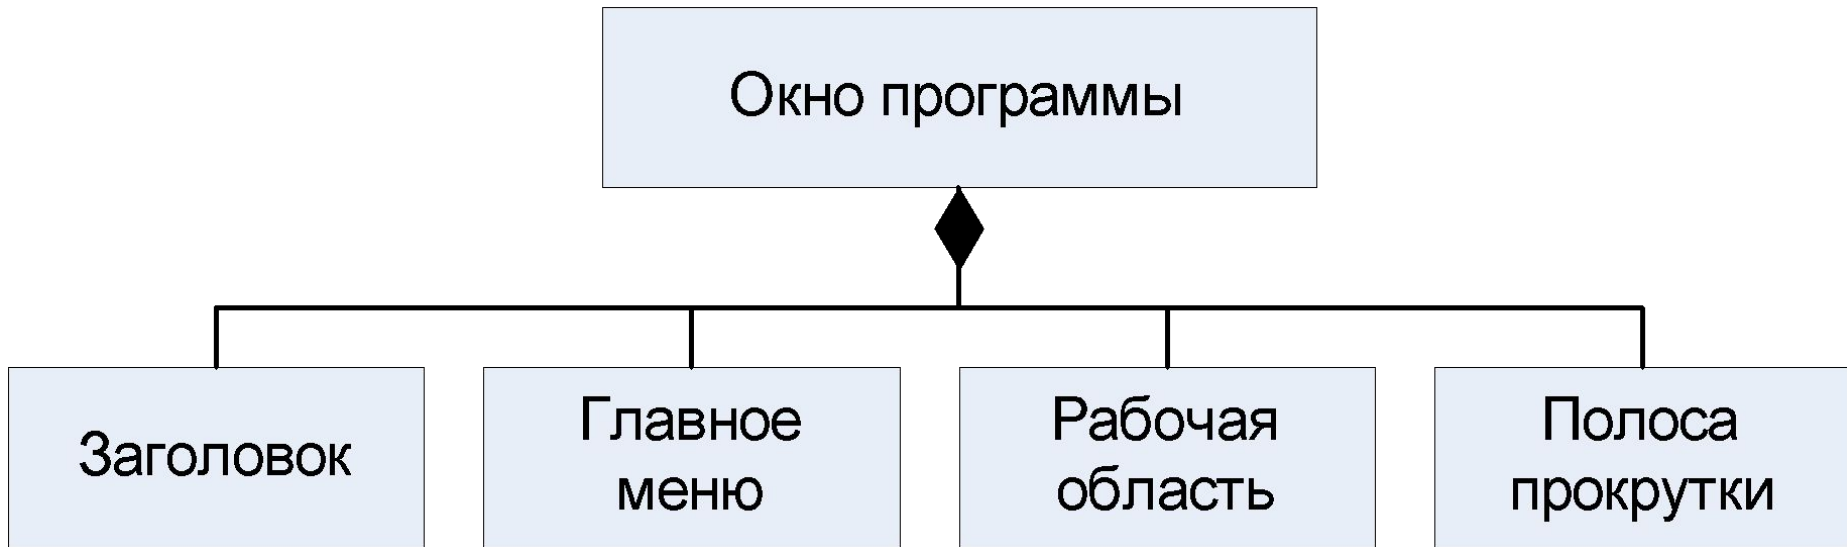 Окно программы
Заголовок
Главное
меню
Рабочая
область
Полоса
прокрутки